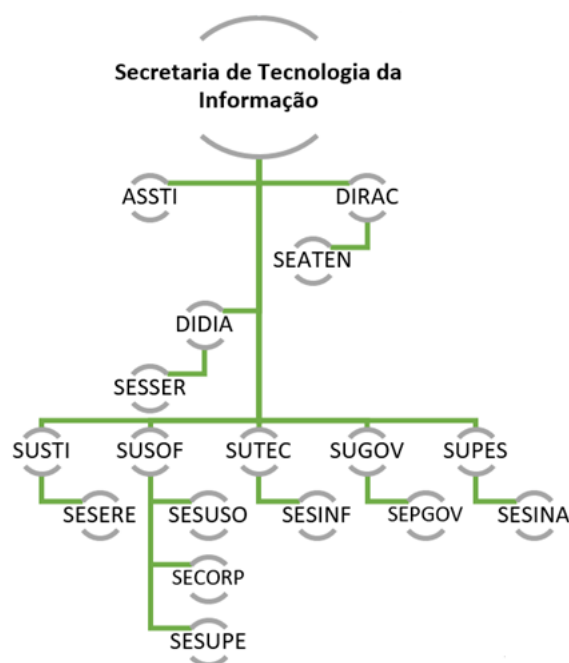 Secretaria de Tecnologia da
Informação
ASSTI
DIRAC
SEATEN
DIDIA
SESSER
SUSTI
SUSOF
SUTEC
SUGOV
SUPES
SESERE
SESUSO
SESINF
SEPGOV
SESINA
SECORP
SESUPE